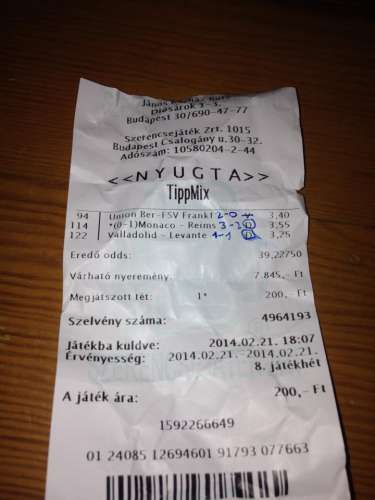 Diósárok 3-3.
Budapest 30/690-47-77
Szerencsejáték Zrt. 1015
Budapest Csalogány u.30-32.
Adószám: 10580204-2-44
<<NYUGTA>>
TippMix
94 Union Ber-FSV Frankf 2-0 3,40
114 *(0-1)Monaco - Reims 3-2 3,55
122 Valladolid - Levante 1-1 3,25
Eredő odds: 39,22750
Várható nyeremény: 7.845,-Ft
Megjátszott tét: 1* 200,-Ft
Szelvény száma: 4964193
Játékba küldve: 2014.02.21. 18:07
Érvényesség: 2014.02.21.-2014.02.21.
8. játékhét
A játék ára: 200,-Ft
1592266649
01 24085 12694601 91793 077663